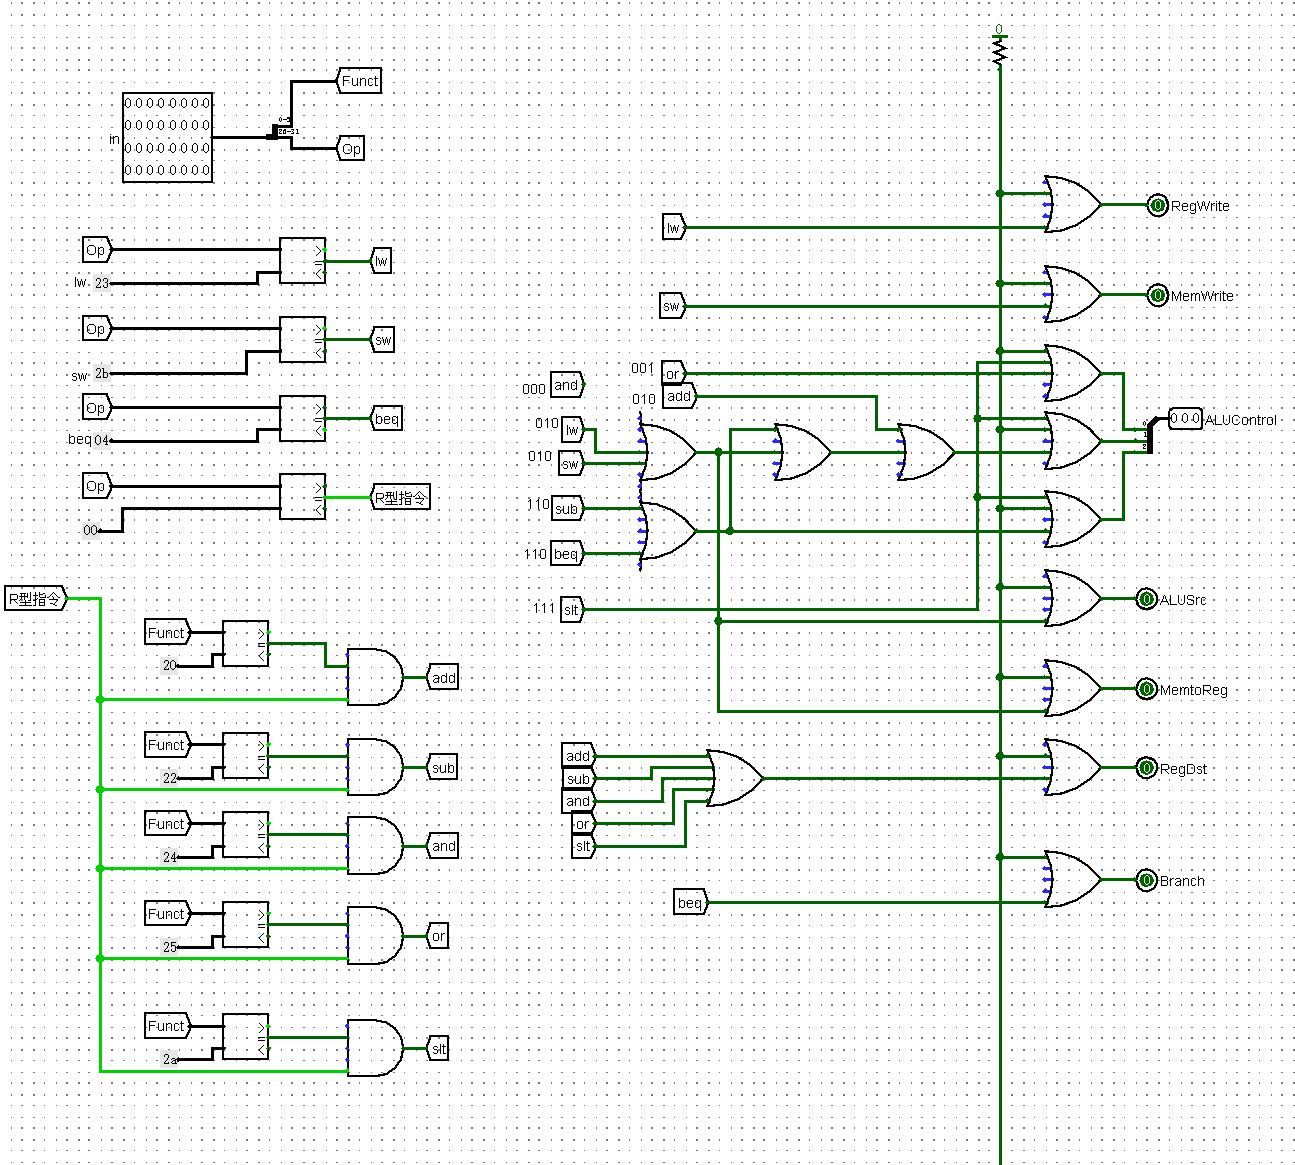 0
Funct
0 0 0 0 0 0 0 0
0 0 0 0 0 0 0 0
0 0 0 0 0 0 0 0
0 0 0 0 0 0 0 0
in
0-5
26-31
Op
Op
lw 23
> = <
lw
Op
sw 2b
> = <
sw
Op
beq 04
> = <
beq
Op
00
> = <
R型指令
R型指令
Funct
20
> = <
add
Funct
22
> = <
sub
Funct
24
> = <
and
Funct
25
> = <
or
Funct
2a
> = <
slt
lw
0 RegWrite
sw
0 MemWrite
001 or
000 and
010 add
010 lw
010 sw
110 sub
110 beq
111 slt
0
1
2
0 0 0 ALUControl
0 ALUSrc
0 MemtoReg
add
sub
and
or
slt
0 RegDst
beq
0 Branch